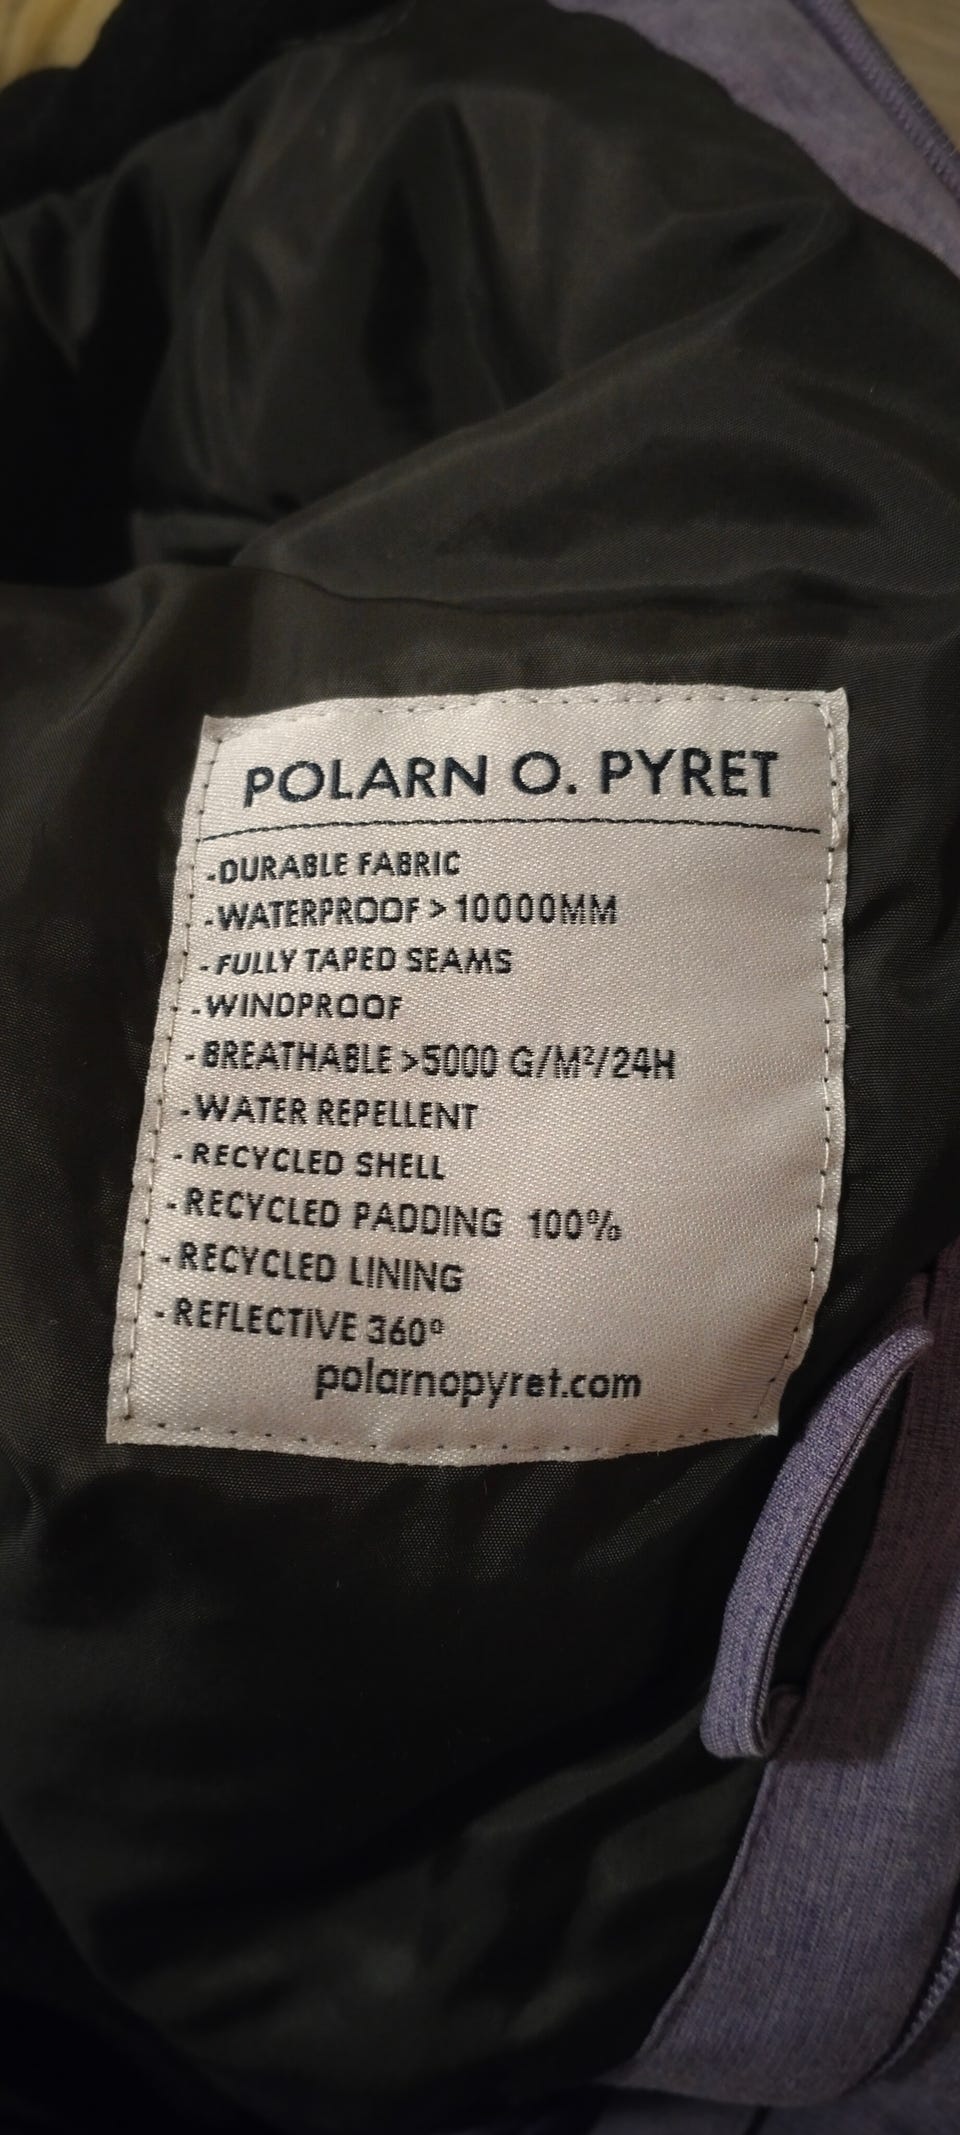 POLARN O. PYRET
-DURABLE FABRIC
-WATERPROOF > 10000MM
-FULLY TAPED SEAMS
-WINDPROOF
-BREATHABLE >5000 G/M²/24H
-WATER REPELLENT
-RECYCLED SHELL
-RECYCLED PADDING 100%
-RECYCLED LINING
-REFLECTIVE 360°
polarnopyret.com